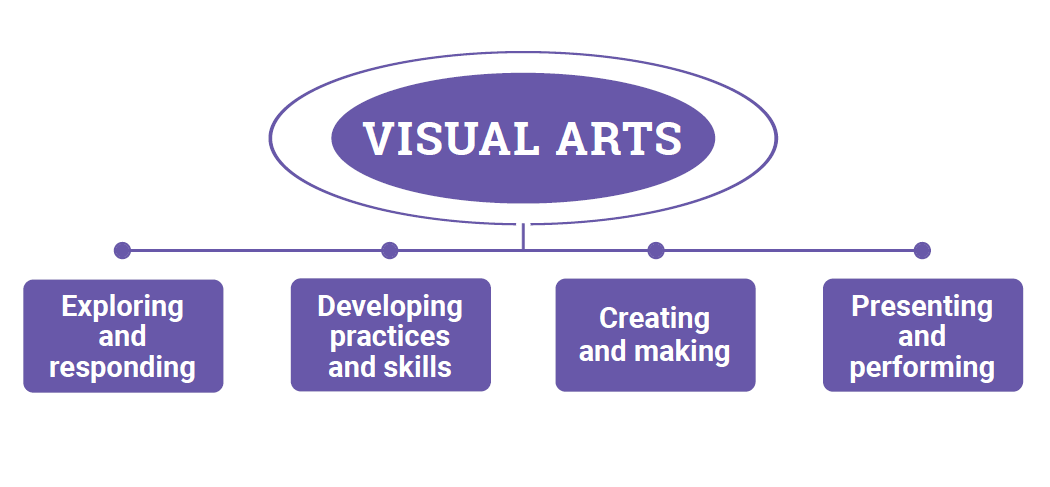 VISUAL ARTS
Exploring
and
responding
Developing
practices
and skills
Creating
and making
Presenting
and
performing